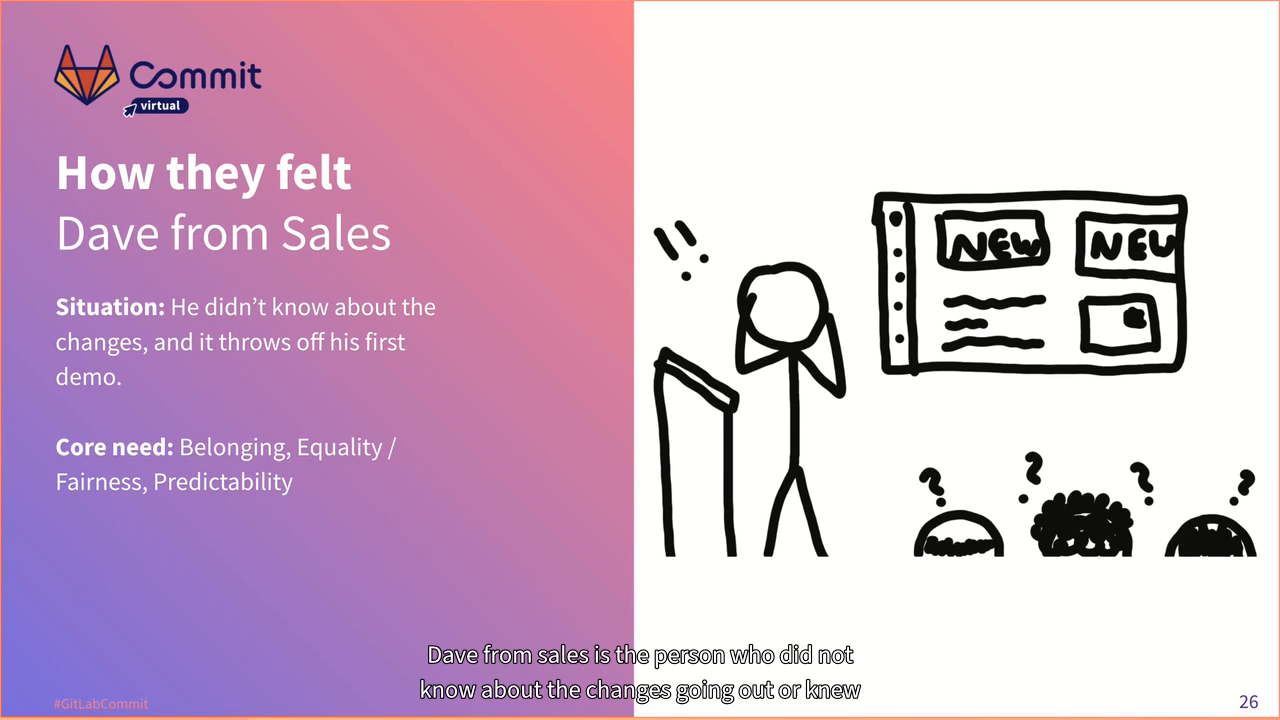 Commit
virtual
How they felt
Dave from Sales
Situation: He didn’t know about the
changes, and it throws off his first
demo.
Core need: Belonging, Equality /
Fairness, Predictability
!!
NEW NEW
? ? ? ?
Dave from sales is the person who did not
know about the changes going out or knew
#GitLabCommit
26